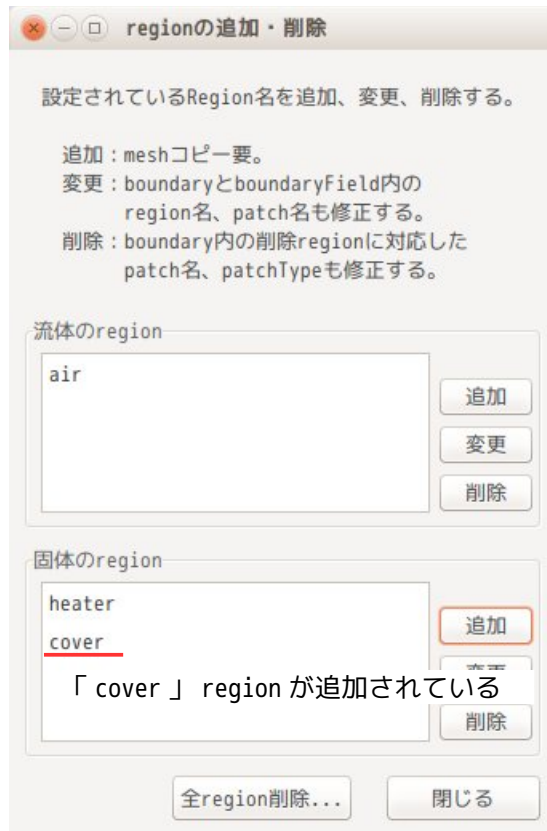 regionの追加・削除
設定されているRegion名を追加、変更、削除する。
追加：meshコピー要。
変更：boundaryとboundaryField内の
region名、patch名も修正する。
削除：boundary内の削除regionに対応した
patch名、patchTypeも修正する。
流体のregion
air
追加
変更
削除
固体のregion
heater
追加
cover
「 cover 」 region が追加されている
削除
全region削除...
閉じる